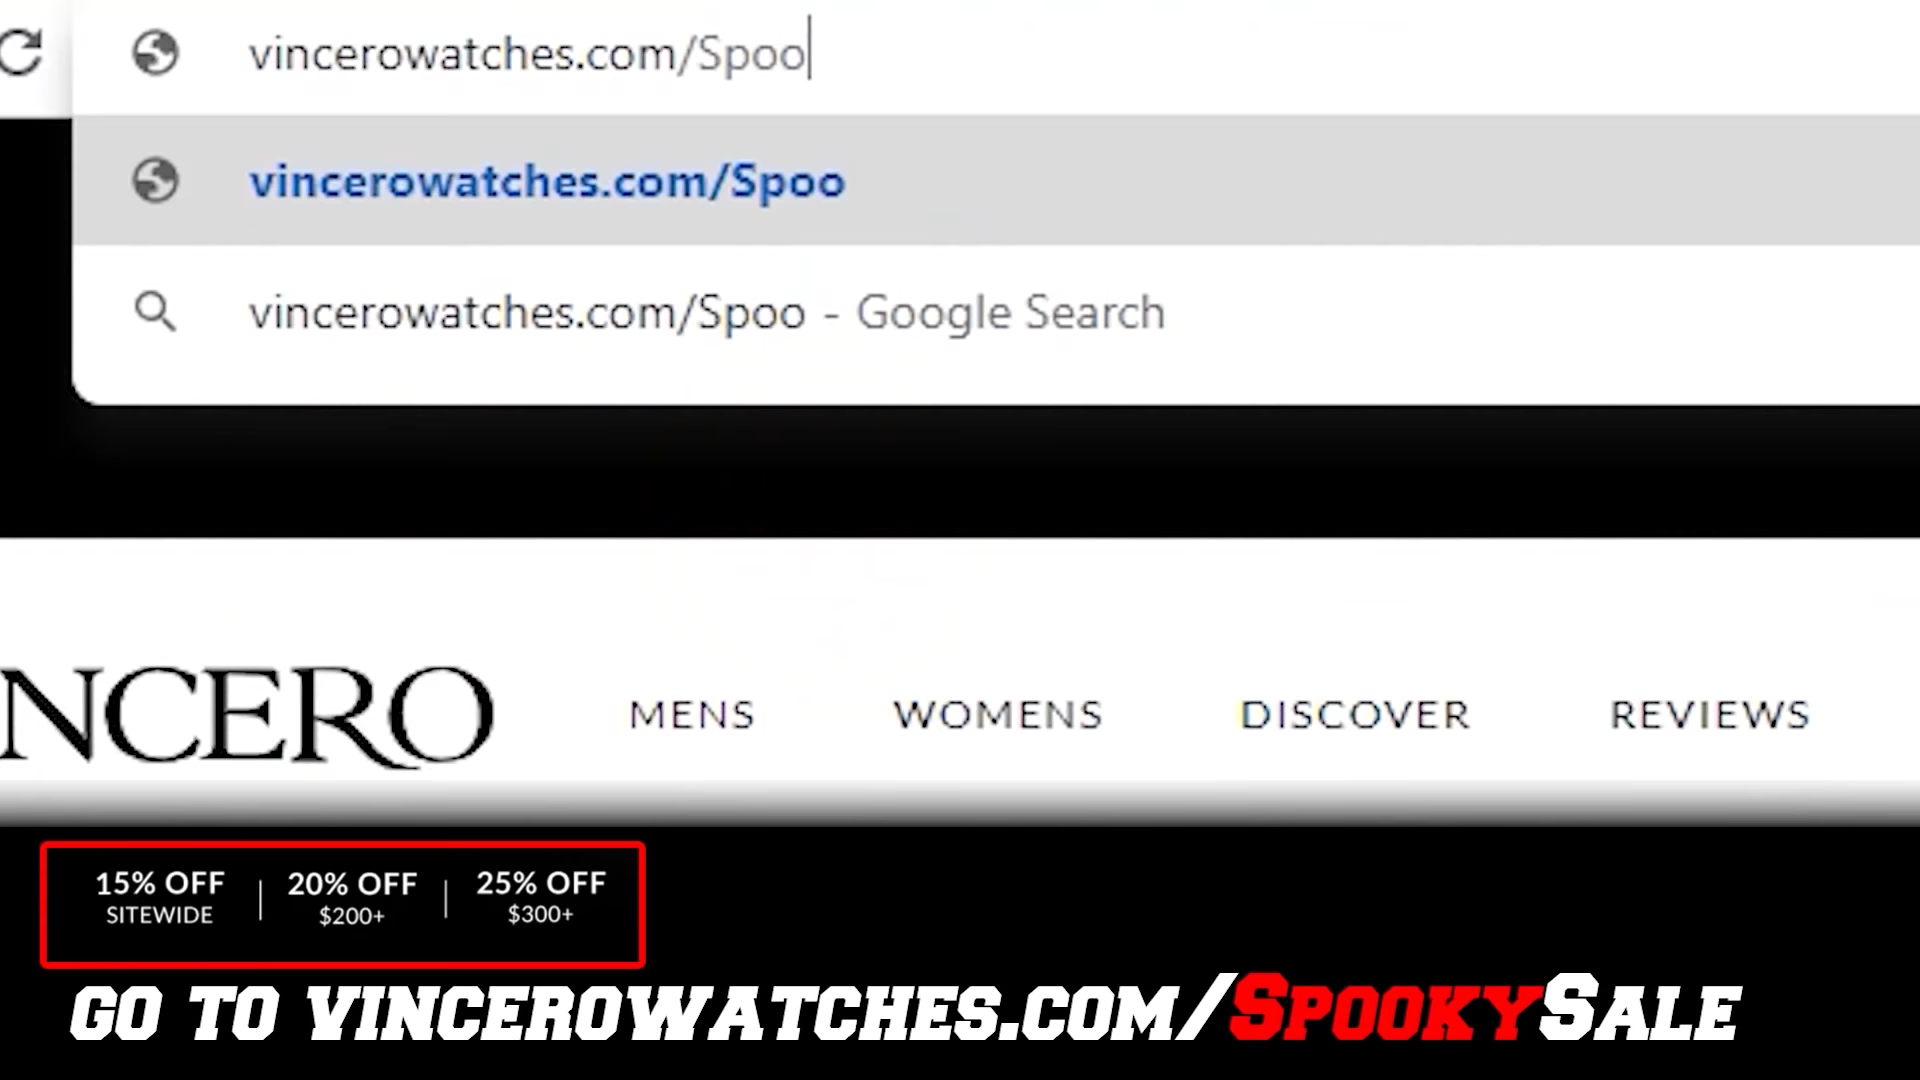 vincerowatches.com/Spoo
vincerowatches.com/Spoo
vincerowatches.com/Spoo - Google Search
NCERO MENS WOMENS DISCOVER REVIEWS
15% OFF 20% OFF 25% OFF
SITEWIDE $200+ $300+
GO TO VINCEROWATCHES.COM/SPOOKYSALE